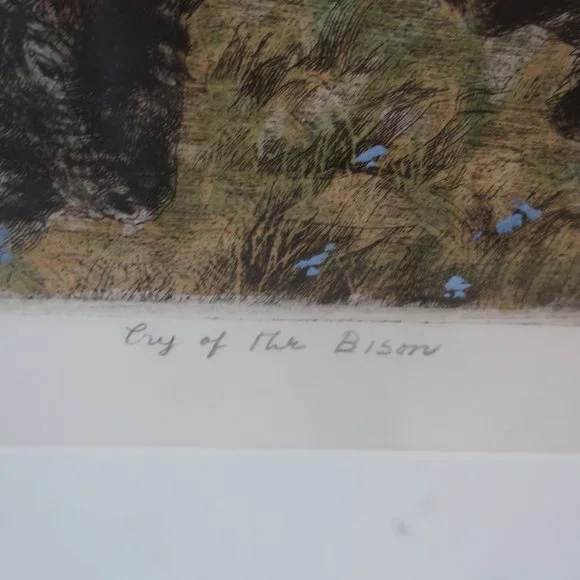 Cry of the Bison